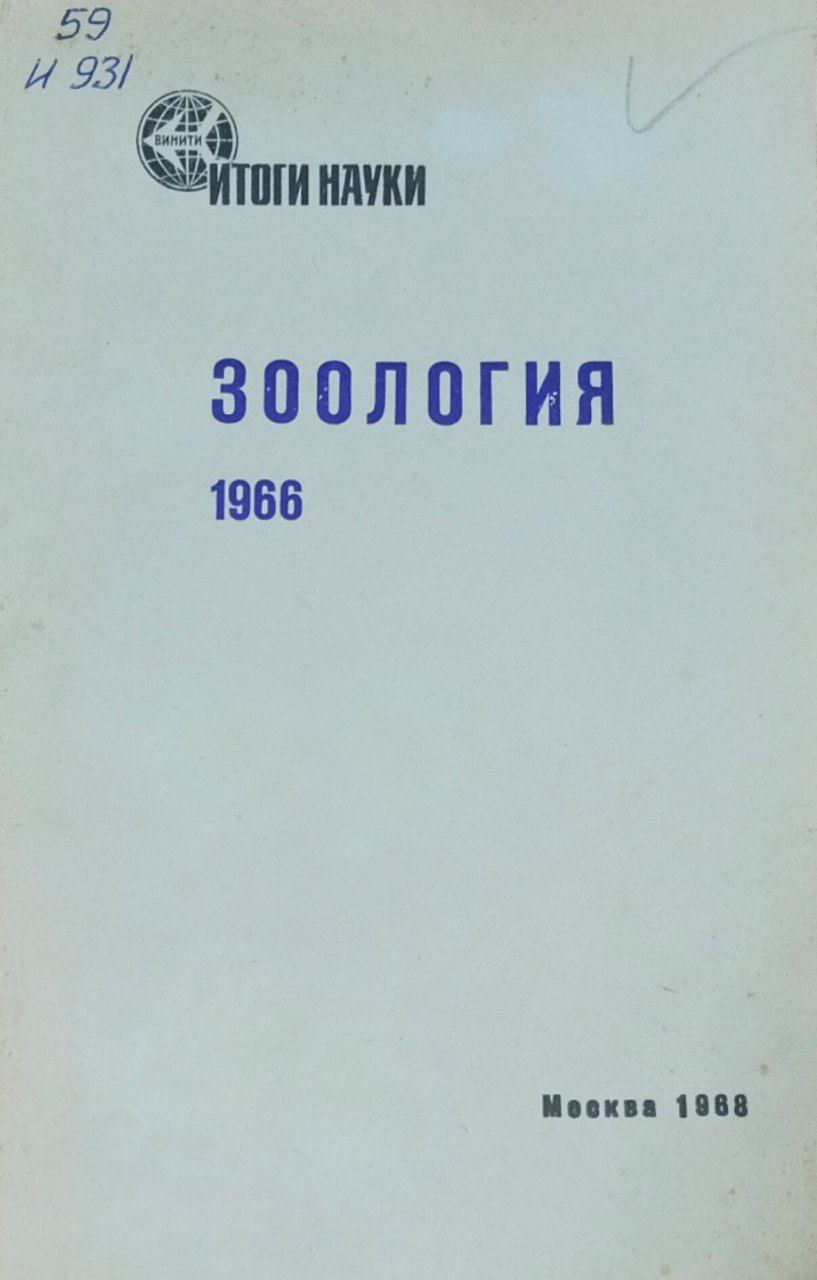 59
И 931
ВИНИТИ
ИТОГИ НАУКИ
ЗООЛОГИЯ
1966
Москва 1968